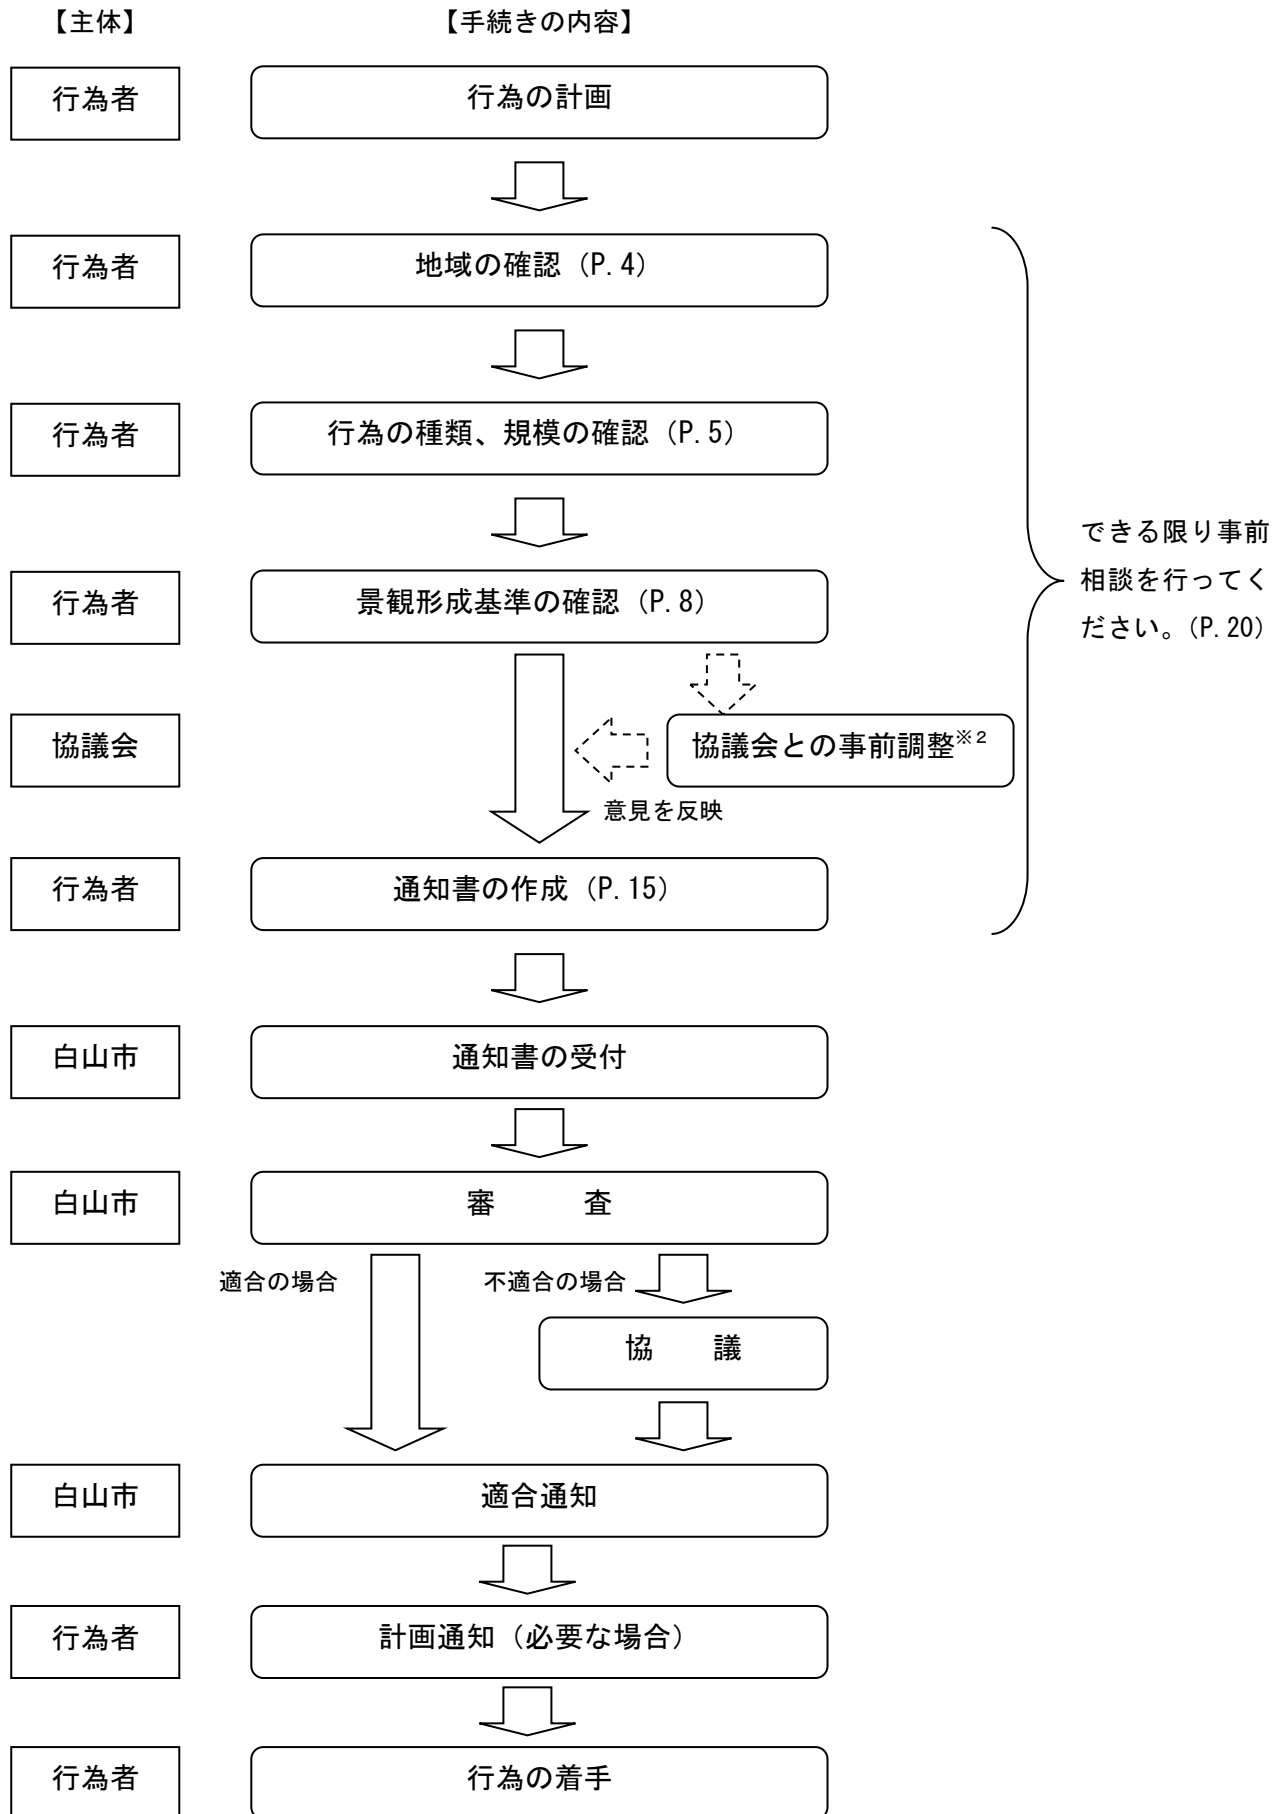 【主体】
【手続きの内容】
行為者
行為の計画
行為者
地域の確認（P.4）
行為者
行為の種類、規模の確認（P.5）
行為者
景観形成基準の確認（P.8）
協議会
協議会との事前調整※2
意見を反映
行為者
通知書の作成（P.15）
できる限り事前
相談を行ってく
ださい。（P.20）
白山市
通知書の受付
白山市
審　　　査
適合の場合
不適合の場合
協　　議
白山市
適合通知
行為者
計画通知（必要な場合）
行為者
行為の着手